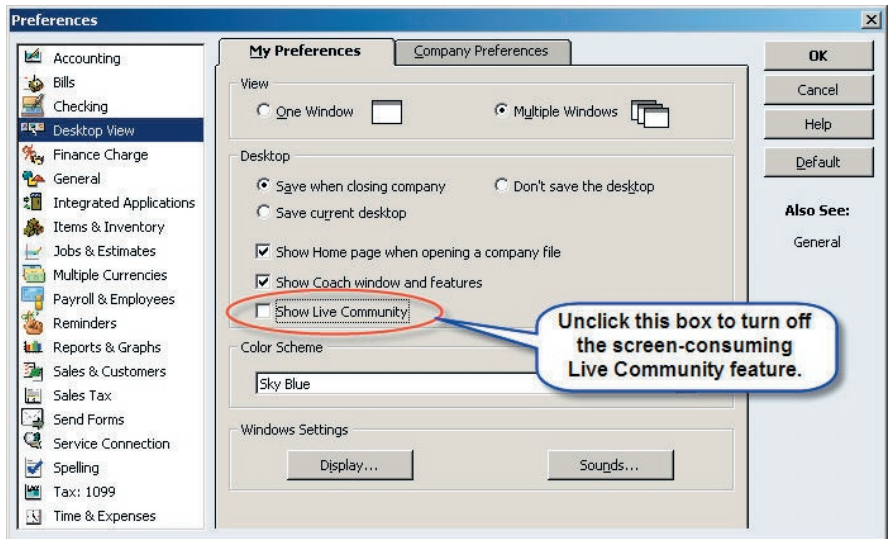 Preferences
Accounting
Bills
Checking
Desktop View
Finance Charge
General
Integrated Applications
Items & Inventory
Jobs & Estimates
Multiple Currencies
Payroll & Employees
Reminders
Reports & Graphs
Sales & Customers
Sales Tax
Send Forms
Service Connection
Spelling
Tax: 1099
Time & Expenses
My Preferences
Company Preferences
View
One Window
Multiple Windows
Desktop
Save when closing company
Don't save the desktop
Save current desktop
Show Home page when opening a company file
Show Coach window and features
Show Live Community
Unclick this box to turn off
the screen-consuming
Live Community feature.
Color Scheme
Sky Blue
Windows Settings
Display...
Sounds...
OK
Cancel
Help
Default
Also See:
General